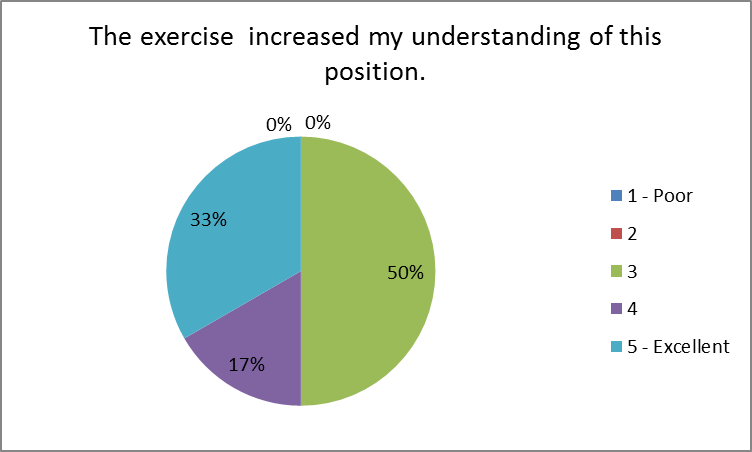 The exercise increased my understanding of this
position.
0% 0%
33%
50%
17%
1 - Poor
2
3
4
5 - Excellent